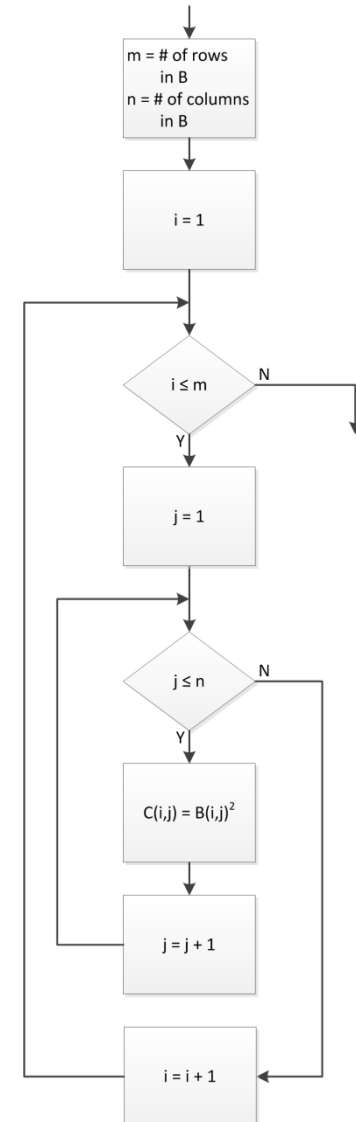 m = # of rows
in B
n = # of columns
in B
i = 1
i ≤ m
N
Y
j = 1
j ≤ n
N
Y
C(i,j) = B(i,j)²
j = j + 1
i = i + 1